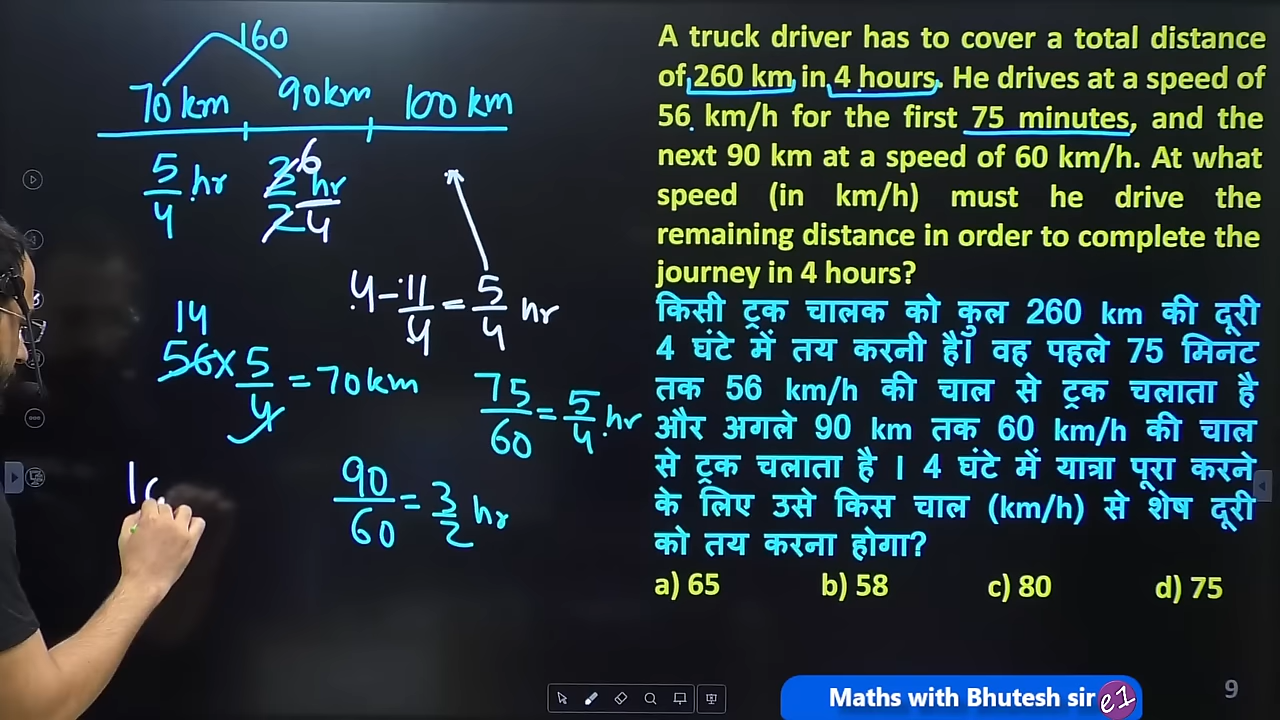 160
70 km 90 km 100 km
5/4 hr 3/2 6/4 hr
4 - 11/4 = 5/4 hr
14
56 × 5/4 = 70 km
75/60 = 5/4 hr
90/60 = 3/2 hr
A truck driver has to cover a total distance
of 260 km in 4 hours. He drives at a speed of
56 km/h for the first 75 minutes, and the
next 90 km at a speed of 60 km/h. At what
speed (in km/h) must he drive the
remaining distance in order to complete the
journey in 4 hours?
किसी ट्रक चालक को कुल 260 km की दूरी
4 घंटे में तय करनी है। वह पहले 75 मिनट
तक 56 km/h की चाल से ट्रक चलाता है
और अगले 90 km तक 60 km/h की चाल
से ट्रक चलाता है । 4 घंटे में यात्रा पूरा करने
के लिए उसे किस चाल (km/h) से शेष दूरी
को तय करना होगा?
a) 65 b) 58 c) 80 d) 75
Maths with Bhutesh sir e1
9